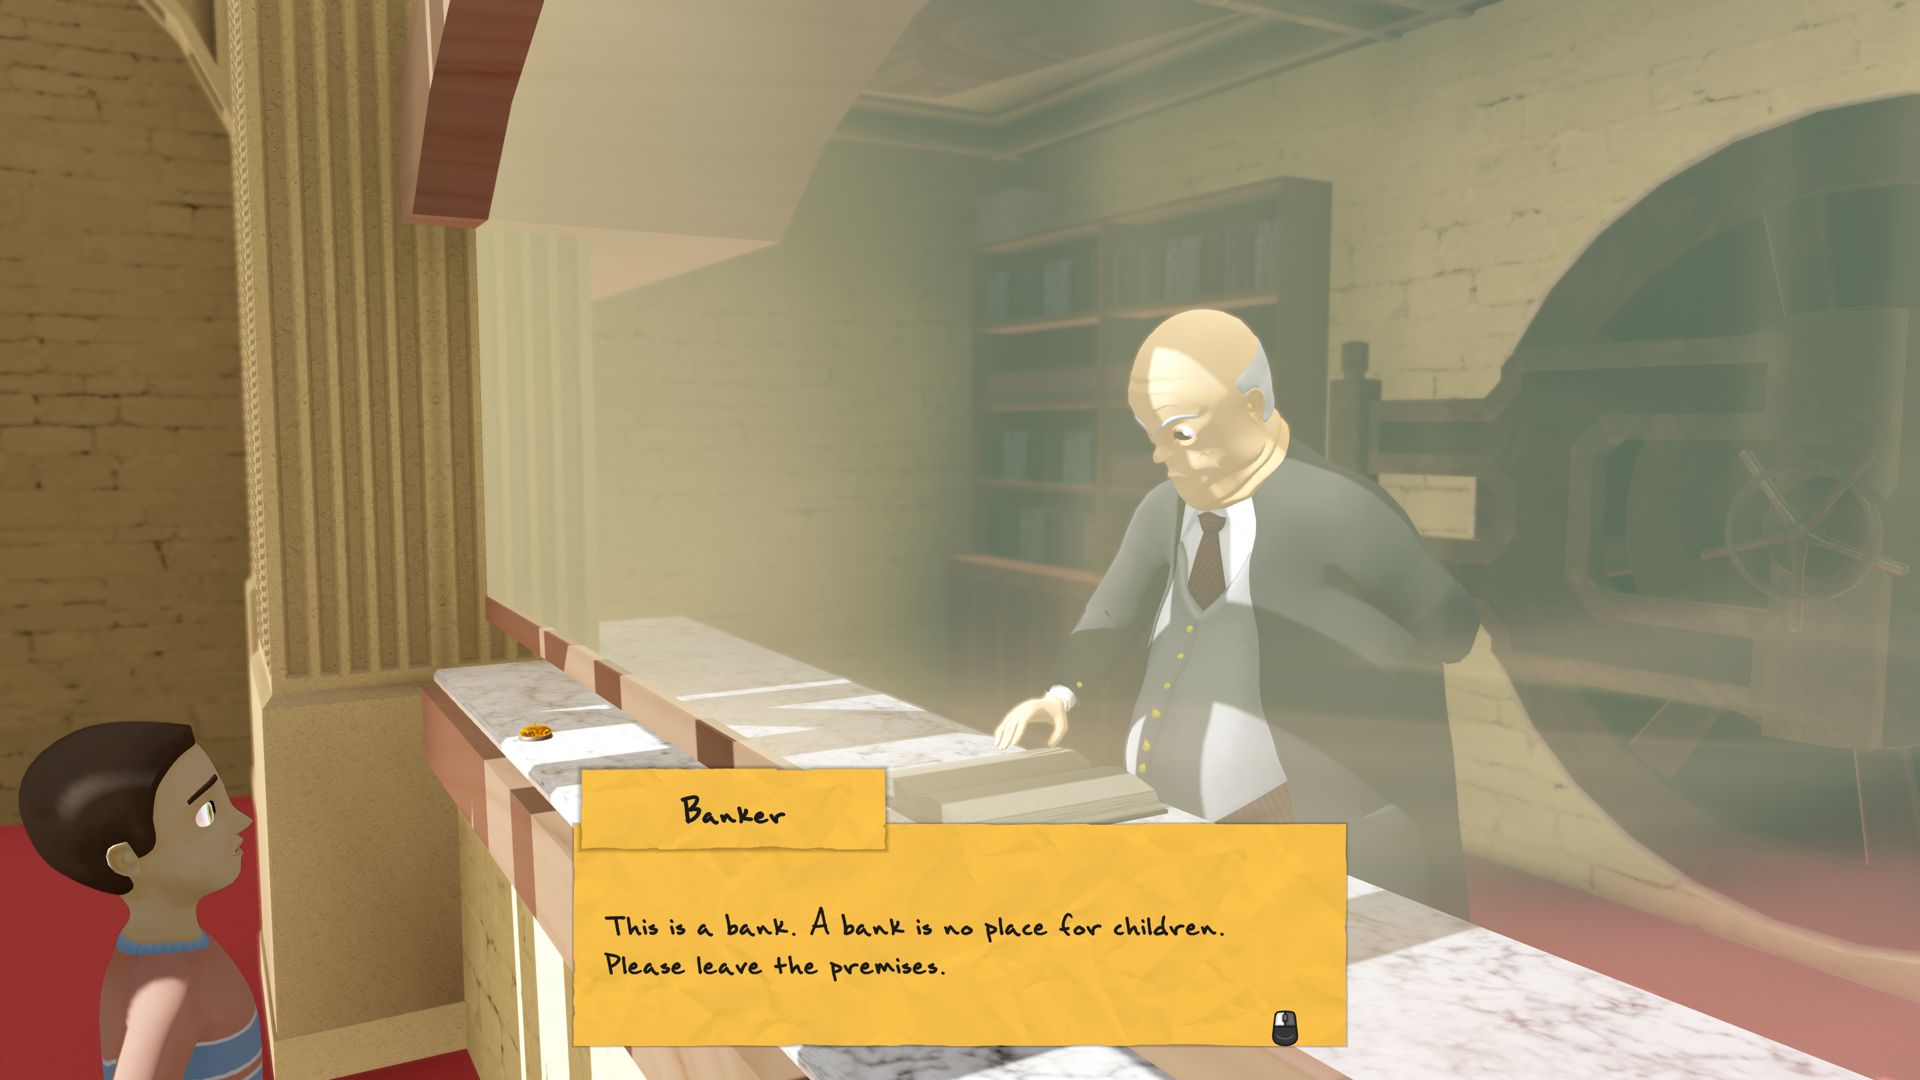 Banker
This is a bank. A bank is no place for children.
Please leave the premises.